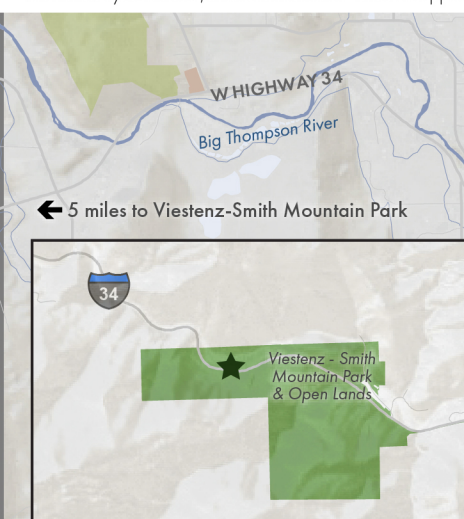 W HIGHWAY 34
Big Thompson River
5 miles to Viestenz-Smith Mountain Park
34
Viestenz - Smith
Mountain Park
& Open Lands